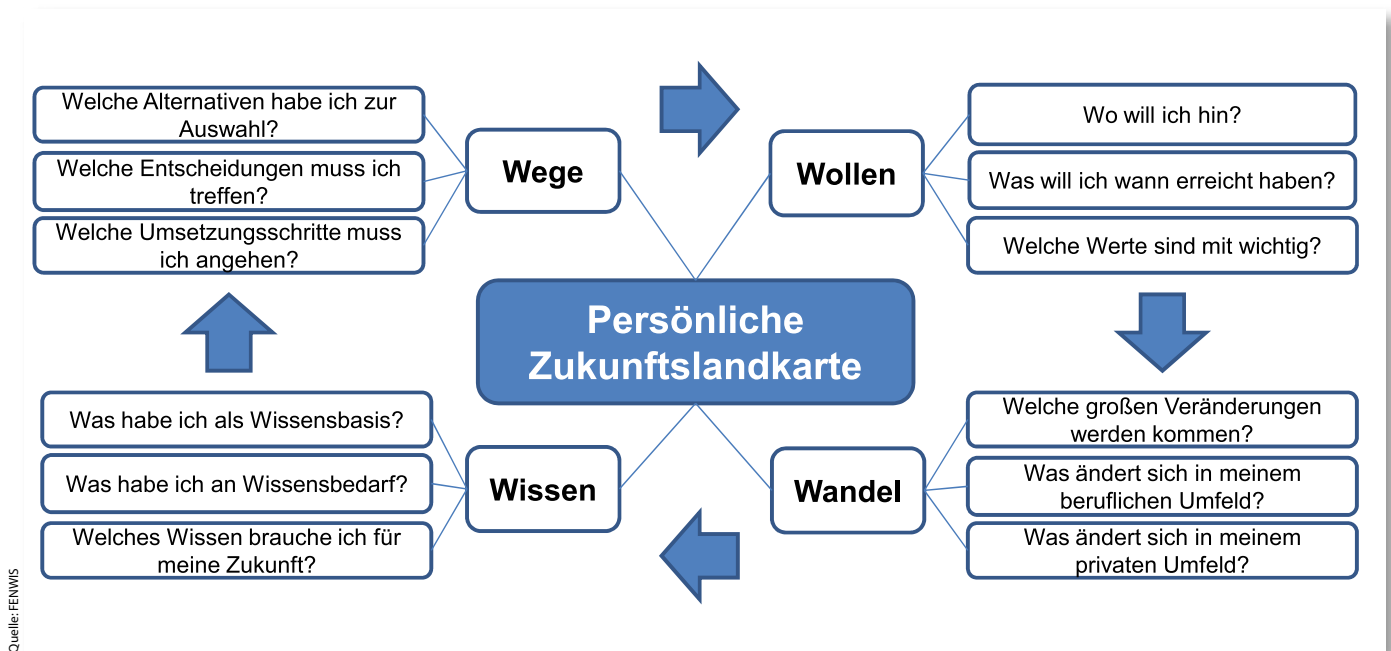 Welche Alternativen habe ich zur
Auswahl?
Welche Entscheidungen muss ich
treffen?
Welche Umsetzungsschritte muss
ich angehen?
Wege
Wollen
Wo will ich hin?
Was will ich wann erreicht haben?
Welche Werte sind mit wichtig?
Persönliche
Zukunftslandkarte
Was habe ich als Wissensbasis?
Was habe ich an Wissensbedarf?
Welches Wissen brauche ich für
meine Zukunft?
Wissen
Wandel
Welche großen Veränderungen
werden kommen?
Was ändert sich in meinem
beruflichen Umfeld?
Was ändert sich in meinem
privaten Umfeld?
Quelle: FENWIS